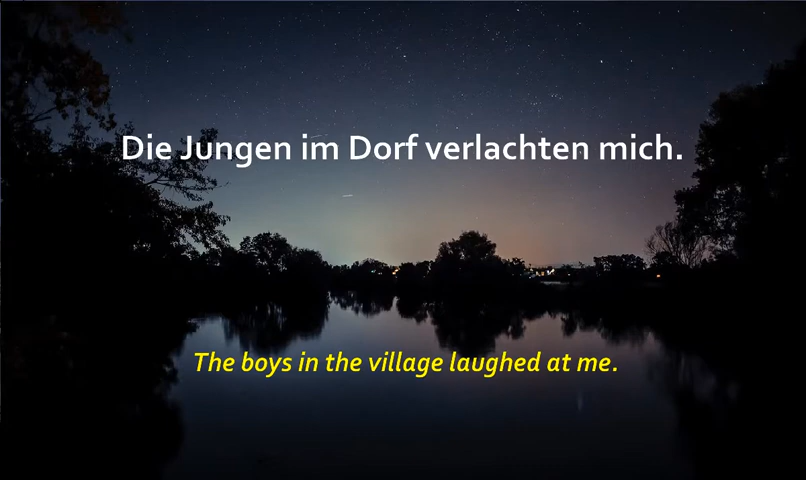 Die Jungen im Dorf verlachten mich.
The boys in the village laughed at me.